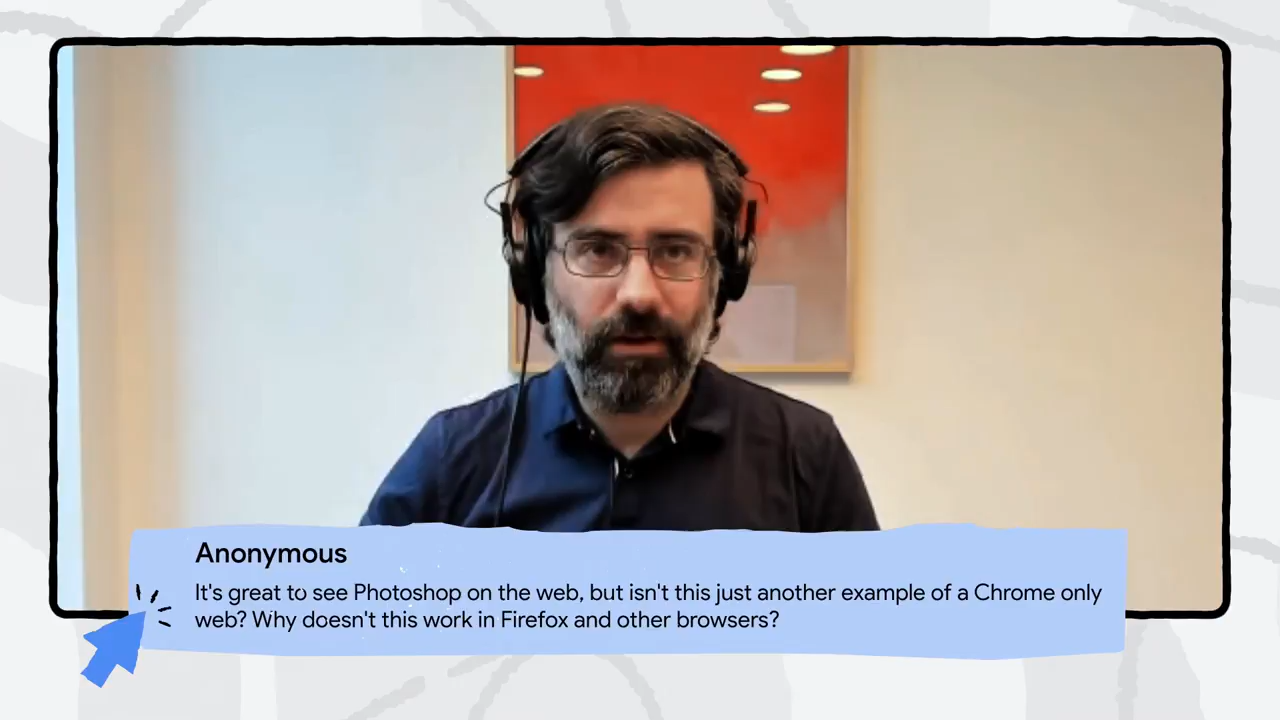 Anonymous
It's great to see Photoshop on the web, but isn't this just another example of a Chrome only
web? Why doesn't this work in Firefox and other browsers?